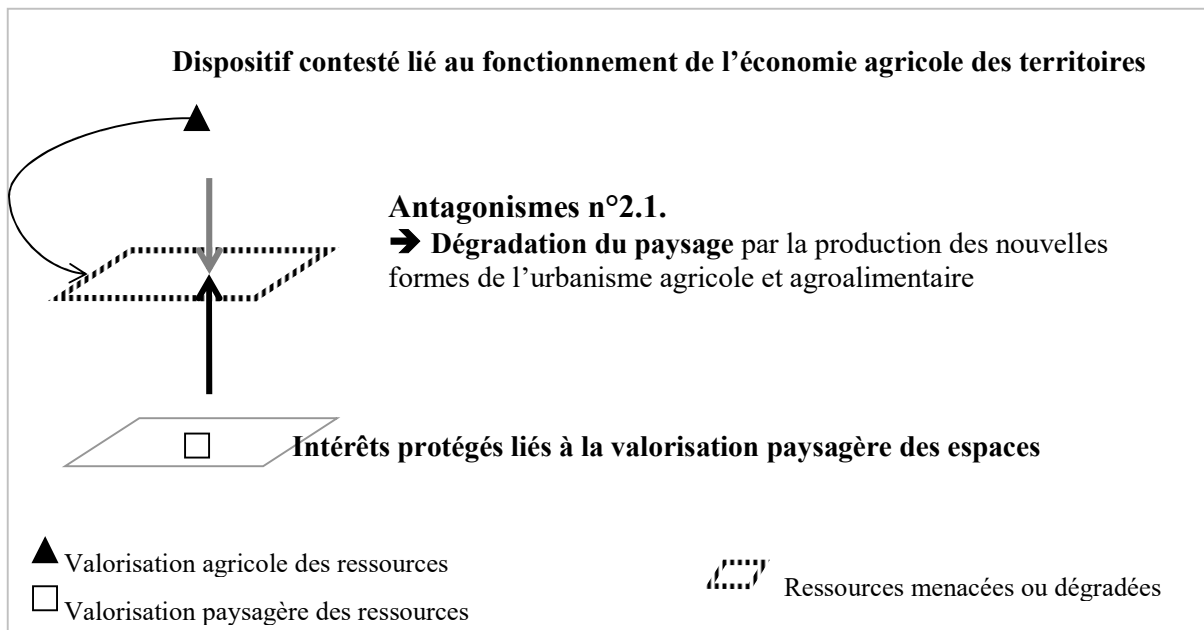 Dispositif contesté lié au fonctionnement de l’économie agricole des territoires
Antagonismes n°2.1.
➔ Dégradation du paysage par la production des nouvelles
formes de l’urbanisme agricole et agroalimentaire
Intérêts protégés liés à la valorisation paysagère des espaces
Valorisation agricole des ressources
Valorisation paysagère des ressources
Ressources menacées ou dégradées